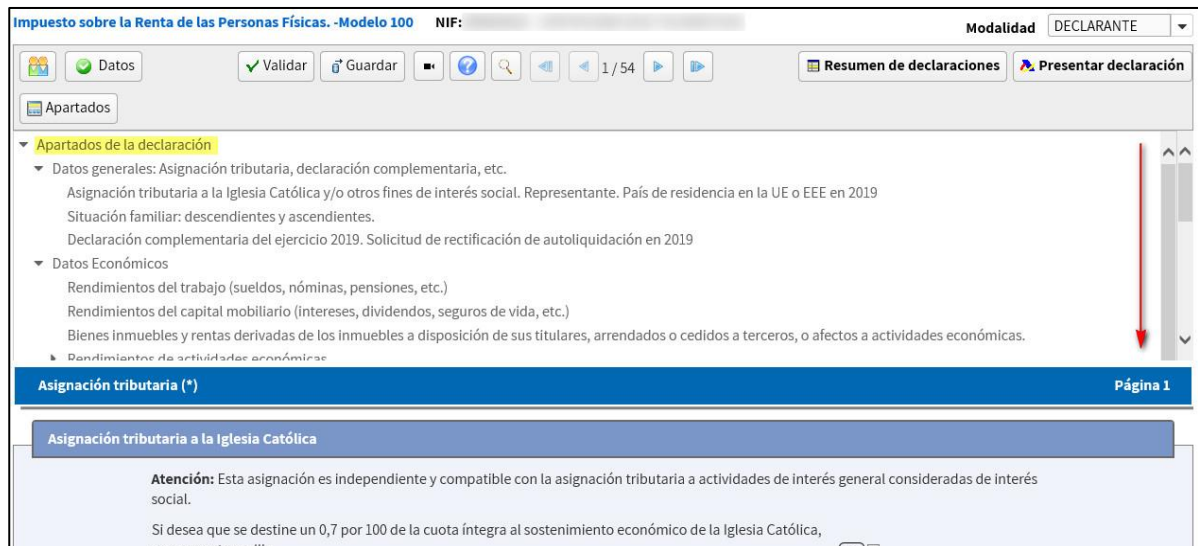 Impuesto sobre la Renta de las Personas Físicas. -Modelo 100 NIF: Modalidad DECLARANTE
Datos Validar Guardar 1 / 54 Resumen de declaraciones Presentar declaración
Apartados
Apartados de la declaración
Datos generales: Asignación tributaria, declaración complementaria, etc.
Asignación tributaria a la Iglesia Católica y/o otros fines de interés social. Representante. País de residencia en la UE o EEE en 2019
Situación familiar: descendientes y ascendientes.
Declaración complementaria del ejercicio 2019. Solicitud de rectificación de autoliquidación en 2019
Datos Económicos
Rendimientos del trabajo (sueldos, nóminas, pensiones, etc.)
Rendimientos del capital mobiliario (intereses, dividendos, seguros de vida, etc.)
Bienes inmuebles y rentas derivadas de los inmuebles a disposición de sus titulares, arrendados o cedidos a terceros, o afectos a actividades económicas.
Rendimientos de actividades económicas
Asignación tributaria (*) Página 1
Asignación tributaria a la Iglesia Católica
Atención: Esta asignación es independiente y compatible con la asignación tributaria a actividades de interés general consideradas de interés
social.
Si desea que se destine un 0,7 por 100 de la cuota íntegra al sostenimiento económico de la Iglesia Católica,